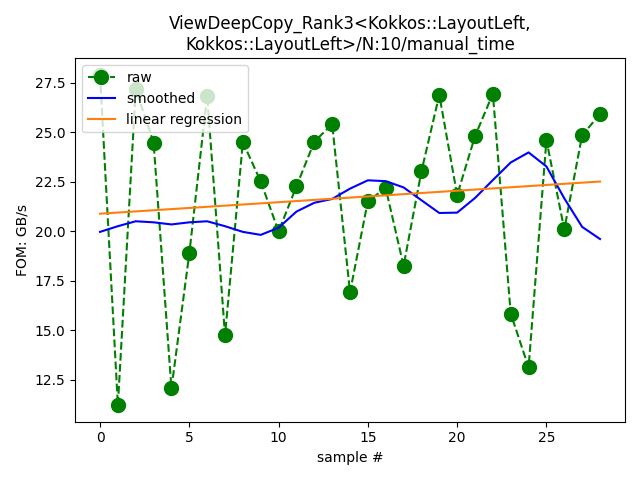 ViewDeepCopy_Rank3<Kokkos::LayoutLeft,
Kokkos::LayoutLeft>/N:10/manual_time
raw
smoothed
linear regression
FOM: GB/s
27.5
25.0
22.5
20.0
17.5
15.0
12.5
0
5
10
15
20
25
sample #